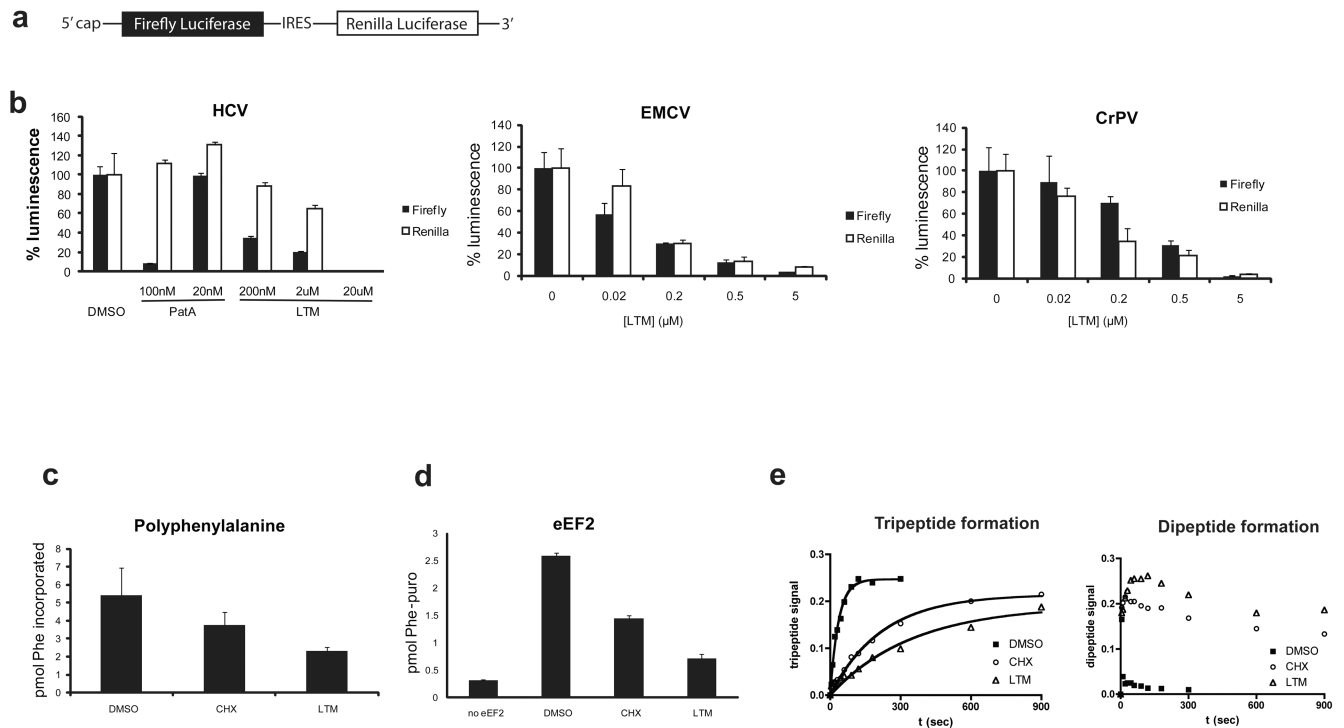 a
5′ cap Firefly Luciferase IRES Renilla Luciferase 3′
b
HCV
% luminescence
160
140
120
100
80
60
40
20
0
100nM 20nM 200nM 2uM 20uM
DMSO PatA LTM
Firefly
Renilla
EMCV
% luminescence
140
120
100
80
60
40
20
0
0 0.02 0.2 0.5 5
[LTM] (µM)
Firefly
Renilla
CrPV
% luminescence
140
120
100
80
60
40
20
0
0 0.02 0.2 0.5 5
[LTM] (µM)
Firefly
Renilla
c
Polyphenylalanine
pmol Phe incorporated
8
7
6
5
4
3
2
1
0
DMSO CHX LTM
d
eEF2
pmol Phe-puro
3
2.5
2
1.5
1
0.5
0
no eEF2 DMSO CHX LTM
e
Tripeptide formation
tripeptide signal
0.3
0.2
0.1
0.0
0 300 600 900
t (sec)
DMSO
CHX
LTM
Dipeptide formation
dipeptide signal
0.3
0.2
0.1
0.0
0 300 600 900
t (sec)
DMSO
CHX
LTM